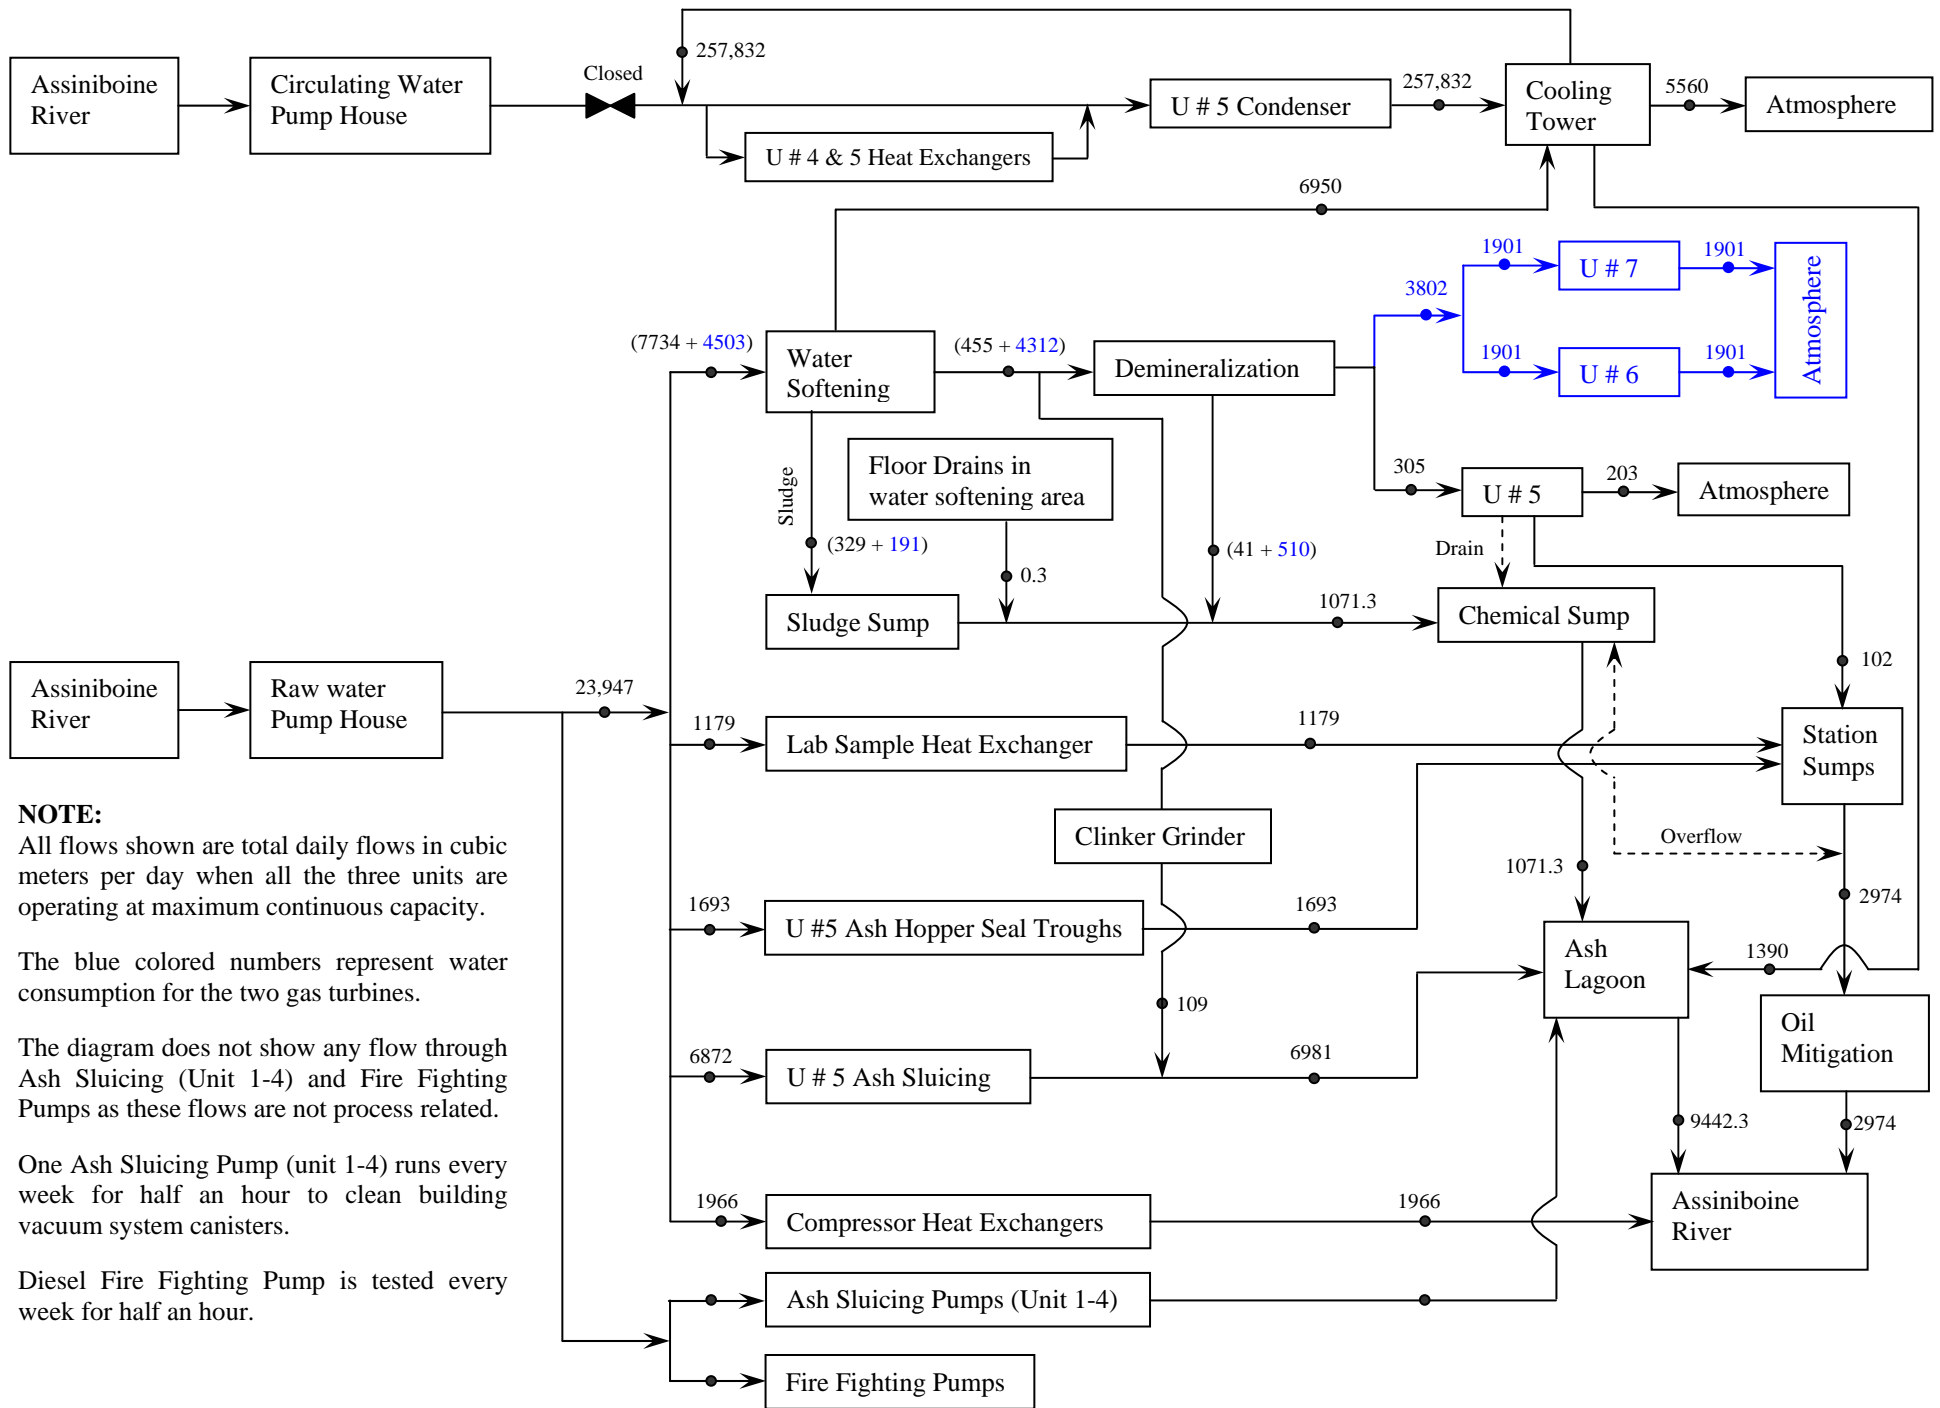 257,832
Assiniboine
River
Circulating Water
Pump House
Closed
U # 5 Condenser
257,832
Cooling
Tower
5560
Atmosphere
U # 4 & 5 Heat Exchangers
6950
1901
U # 7
1901
3802
Atmosphere
(7734 + 4503)
Water
Softening
(455 + 4312)
Demineralization
1901
U # 6
1901
Floor Drains in
water softening area
Sludge
305
U # 5
203
Atmosphere
(329 + 191)
0.3
(41 + 510)
Drain
Sludge Sump
1071.3
Chemical Sump
102
Assiniboine
River
Raw water
Pump House
23,947
1179
Lab Sample Heat Exchanger
1179
Station
Sumps
Clinker Grinder
Overflow
1071.3
2974
1693
U #5 Ash Hopper Seal Troughs
1693
Ash
Lagoon
1390
109
Oil
Mitigation
6872
U # 5 Ash Sluicing
6981
9442.3
2974
1966
Compressor Heat Exchangers
1966
Assiniboine
River
Ash Sluicing Pumps (Unit 1-4)
Fire Fighting Pumps
NOTE:
All flows shown are total daily flows in cubic
meters per day when all the three units are
operating at maximum continuous capacity.
The blue colored numbers represent water
consumption for the two gas turbines.
The diagram does not show any flow through
Ash Sluicing (Unit 1-4) and Fire Fighting
Pumps as these flows are not process related.
One Ash Sluicing Pump (unit 1-4) runs every
week for half an hour to clean building
vacuum system canisters.
Diesel Fire Fighting Pump is tested every
week for half an hour.